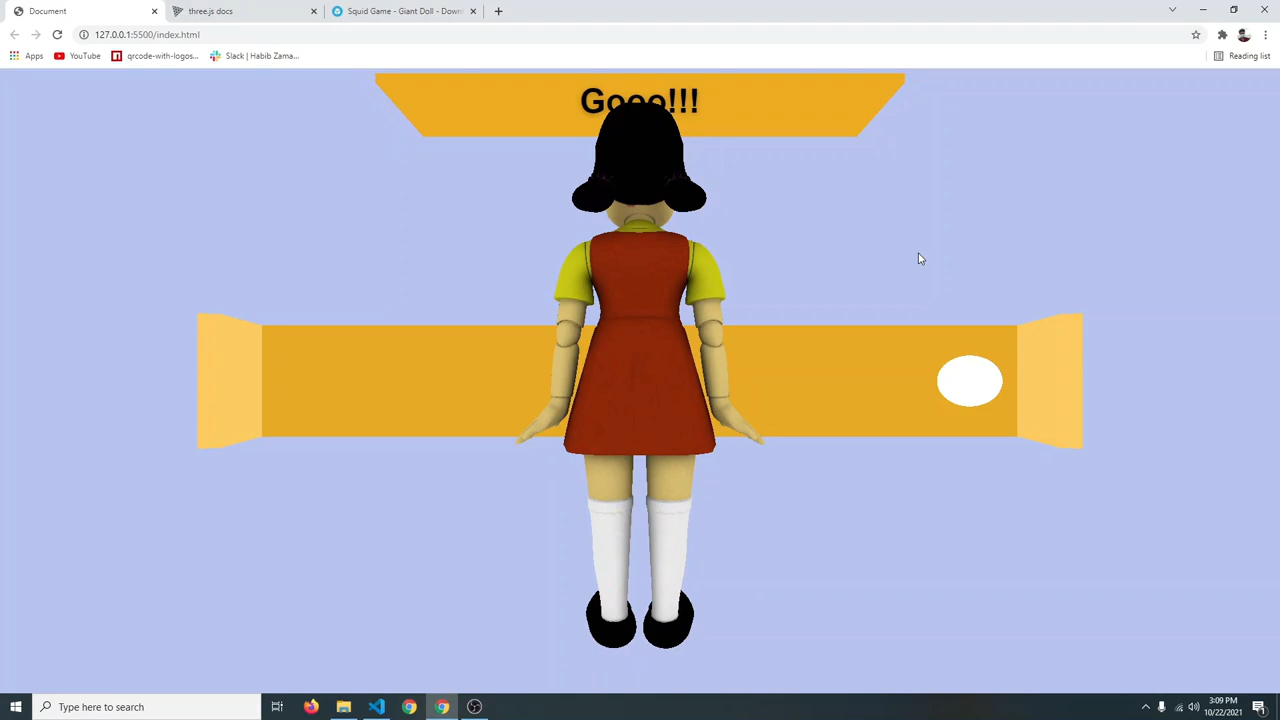 Document
three.js docs
Squid Game - Giant Doll - Down
127.0.0.1:5500/index.html
Apps
YouTube
qrcode-with-logos...
Slack | Habib Zama...
Reading list
Gooo!!!
Type here to search
3:09 PM
10/22/2021